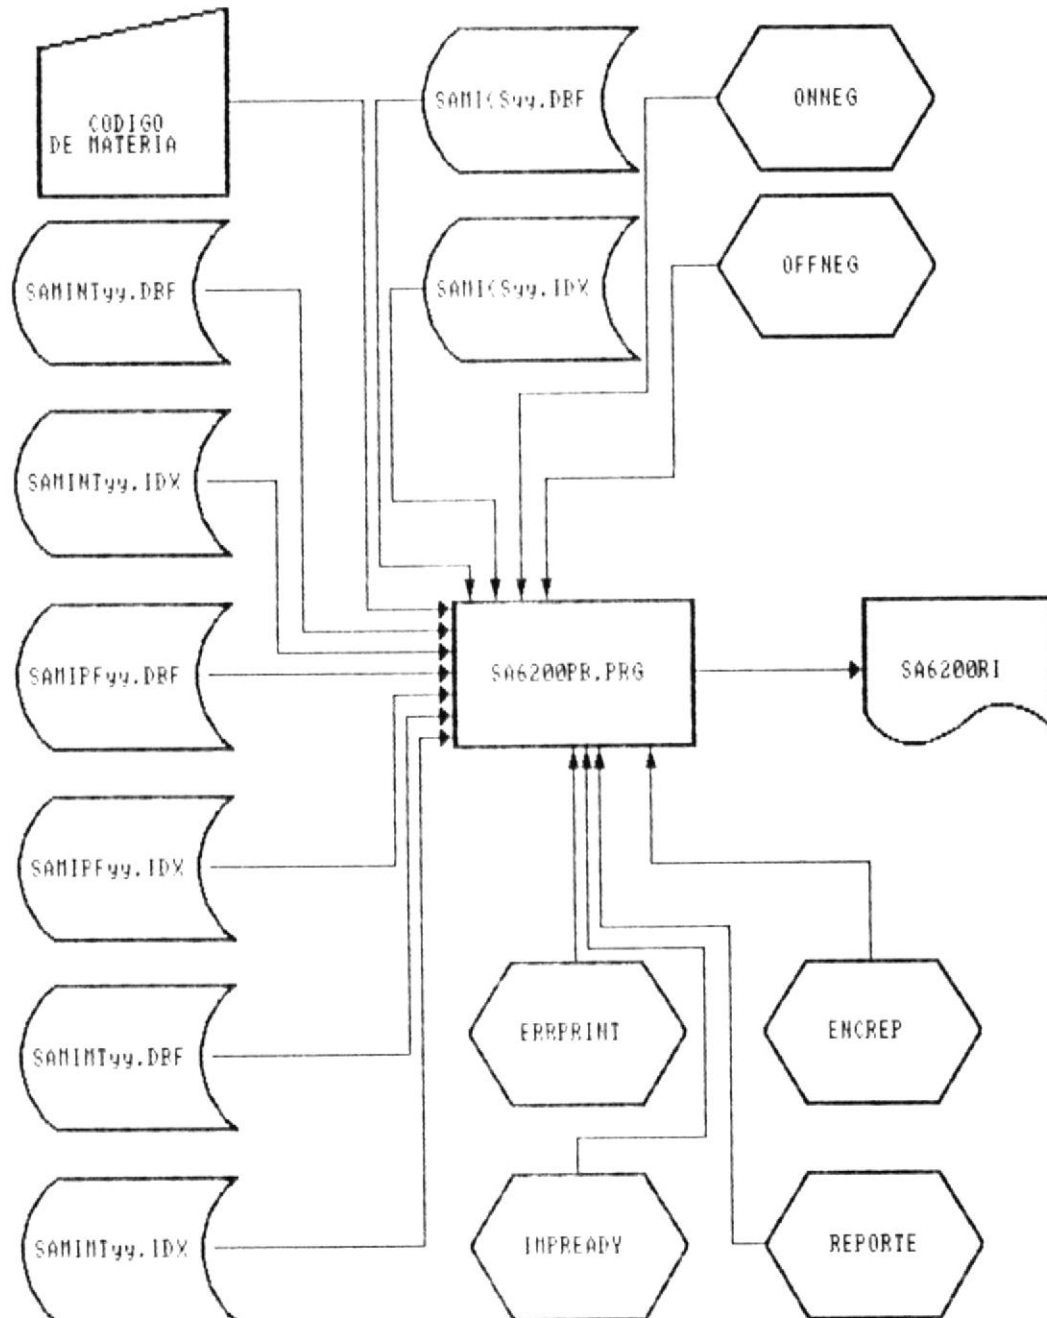 CODIGO
DE MATERIA
SAMICSyy.DBF
ONNEG
SAMINTyy.DBF
SAMICSyy.IDX
OFFNEG
SAMINTyy.IDX
SAMIPFyy.DBF
SA6200PB.PRG
SA6200RI
SAMIPFyy.IDX
SAMIMTyy.DBF
ERRPRINT
ENCREP
SAMIMTyy.IDX
IMPREADY
REPORTE